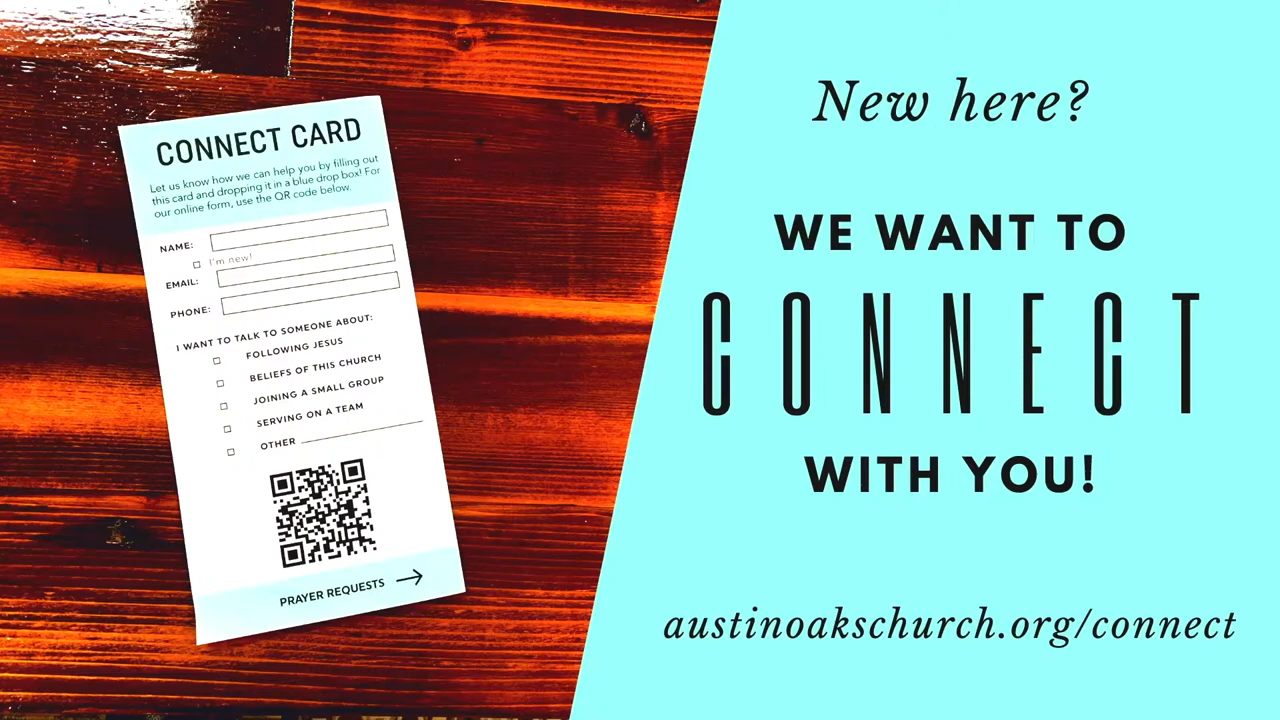 CONNECT CARD
Let us know how we can help you by filling out
this card and dropping it in a blue drop box! For
our online form, use the QR code below.
NAME:
I'm new!
EMAIL:
PHONE:
I WANT TO TALK TO SOMEONE ABOUT:
FOLLOWING JESUS
BELIEFS OF THIS CHURCH
JOINING A SMALL GROUP
SERVING ON A TEAM
OTHER
PRAYER REQUESTS
New here?
WE WANT TO
CONNECT
WITH YOU!
austinoakschurch.org/connect